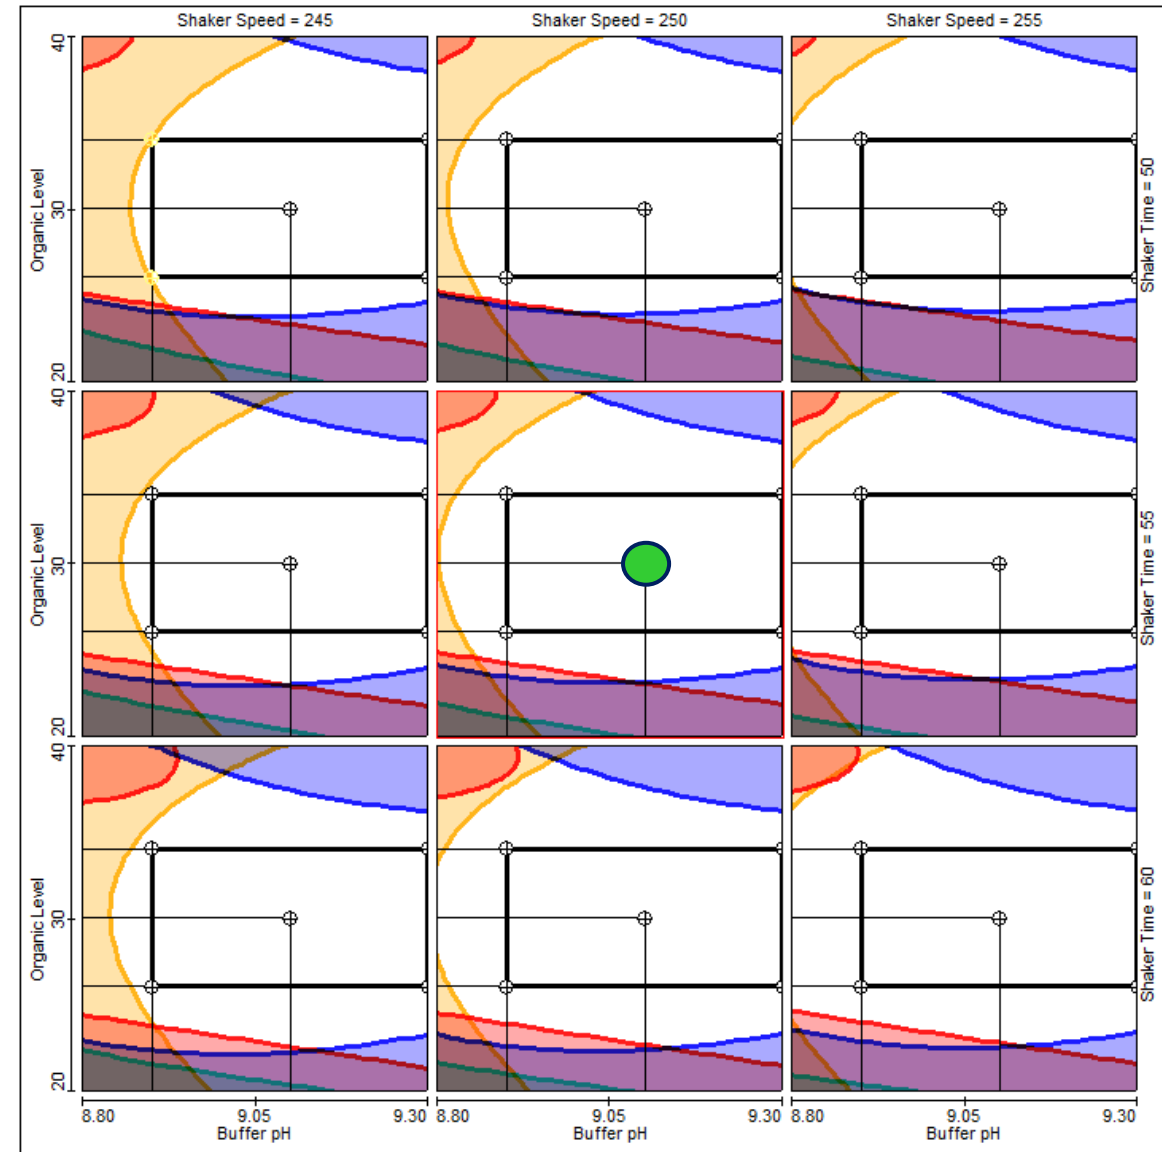 Shaker Speed = 245
Shaker Speed = 250
Shaker Speed = 255
40
Organic Level
30
20
Shaker Time = 50
40
Organic Level
30
20
Shaker Time = 55
40
Organic Level
30
20
Shaker Time = 60
8.80 9.05 9.30
Buffer pH
8.80 9.05 9.30
Buffer pH
8.80 9.05 9.30
Buffer pH